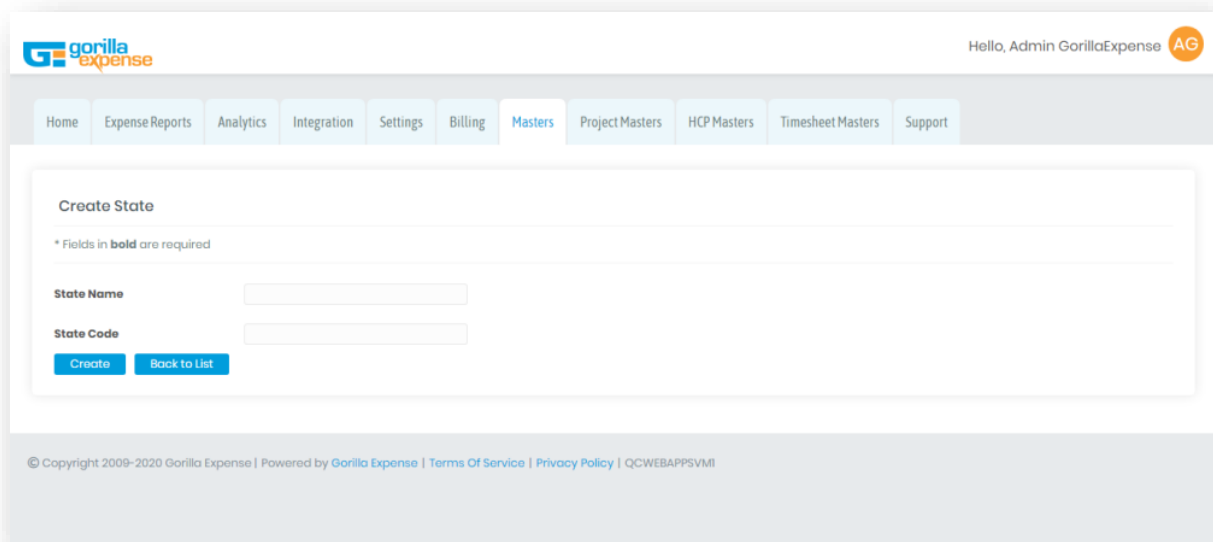 gorilla
expense
Hello, Admin GorillaExpense AG
Home Expense Reports Analytics Integration Settings Billing Masters Project Masters HCP Masters Timesheet Masters Support
Create State
* Fields in bold are required
State Name
State Code
Create Back to List
© Copyright 2009-2020 Gorilla Expense | Powered by Gorilla Expense | Terms Of Service | Privacy Policy | QCWEBAPPSVM1